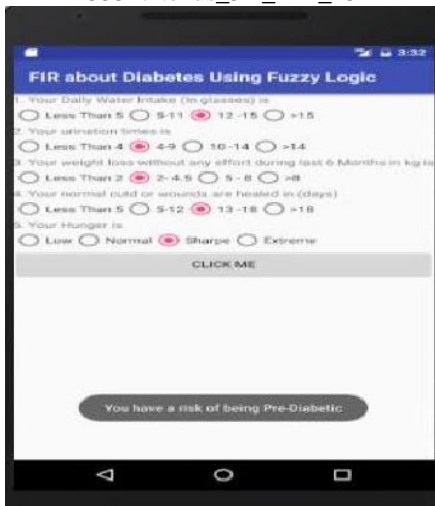 3:32
FIR about Diabetes Using Fuzzy Logic
1. Your Daily Water Intake (in glasses) is
Less Than 5 5-11 12 -15 >15
2. Your urination times is
Less Than 4 4-9 10 -14 >14
3. Your weight loss without any effort during last 6 Months in kg is
Less Than 2 2- 4.5 5 - 8 >8
4. Your normal or wounds are healed in (days)
Less Than 5 5-12 13 -18 >18
5. Your Hunger is
Low Normal Sharpe Extreme
CLICK ME
You have a risk of being Pre-Diabetic